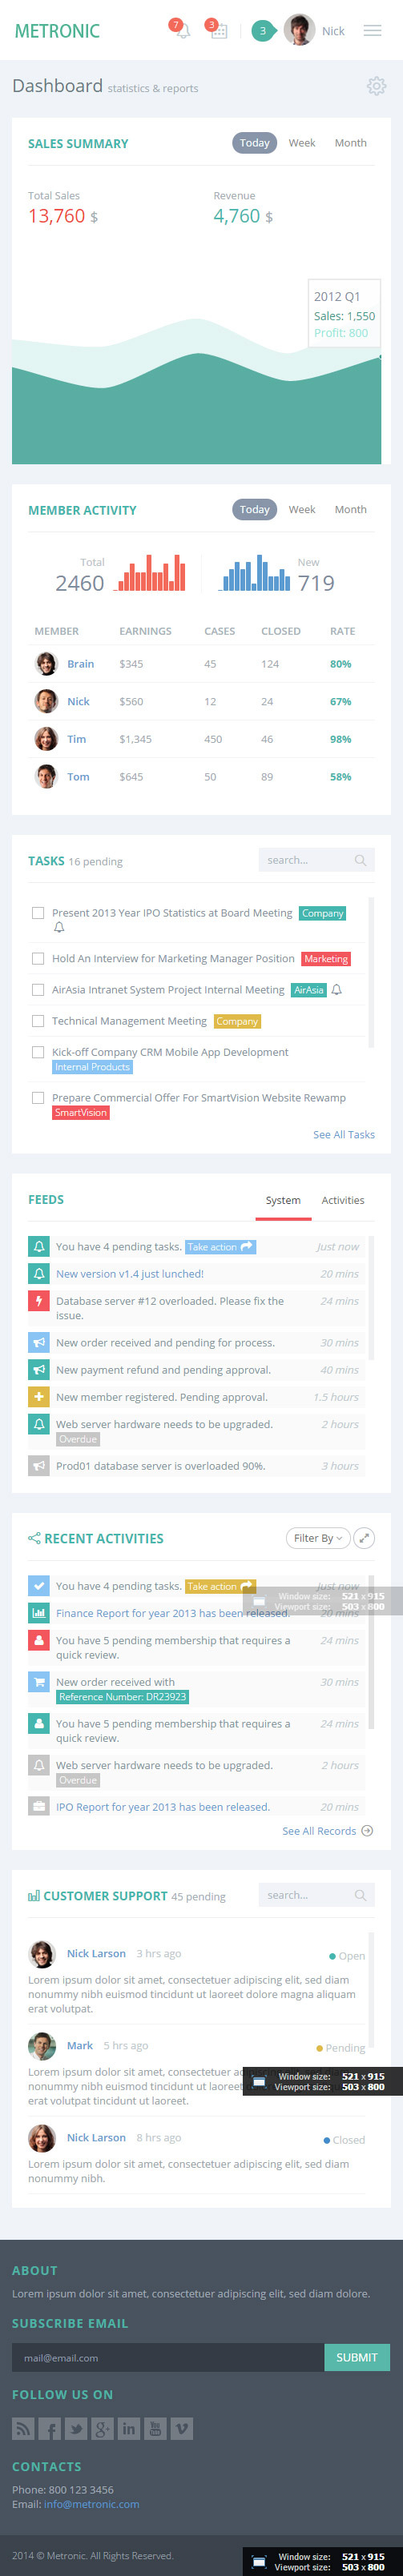 METRONIC 7 3 3 Nick
Dashboard statistics & reports
SALES SUMMARY Today Week Month
Total Sales Revenue
13,760 $ 4,760 $
2012 Q1
Sales: 1,550
Profit: 800
MEMBER ACTIVITY Today Week Month
Total New
2460 719
MEMBER EARNINGS CASES CLOSED RATE
Brain $345 45 124 80%
Nick $560 12 24 67%
Tim $1,345 450 46 98%
Tom $645 50 89 58%
TASKS 16 pending search...
Present 2013 Year IPO Statistics at Board Meeting Company
Hold An Interview for Marketing Manager Position Marketing
AirAsia Intranet System Project Internal Meeting AirAsia
Technical Management Meeting Company
Kick-off Company CRM Mobile App Development
Internal Products
Prepare Commercial Offer For SmartVision Website Rewamp
SmartVision
See All Tasks
FEEDS System Activities
You have 4 pending tasks. Take action Just now
New version v1.4 just lunched! 20 mins
Database server #12 overloaded. Please fix the 24 mins
issue.
New order received and pending for process. 30 mins
New payment refund and pending approval. 40 mins
New member registered. Pending approval. 1.5 hours
Web server hardware needs to be upgraded. 2 hours
Overdue
Prod01 database server is overloaded 90%. 3 hours
RECENT ACTIVITIES Filter By
You have 4 pending tasks. Take action Just now
Window size: 521 x 915
Viewport size: 503 x 800
Finance Report for year 2013 has been released. 20 mins
You have 5 pending membership that requires a 24 mins
quick review.
New order received with 30 mins
Reference Number: DR23923
You have 5 pending membership that requires a 24 mins
quick review.
Web server hardware needs to be upgraded. 2 hours
Overdue
IPO Report for year 2013 has been released. 20 mins
See All Records
CUSTOMER SUPPORT 45 pending search...
Nick Larson 3 hrs ago Open
Lorem ipsum dolor sit amet, consectetuer adipiscing elit, sed diam
nonummy nibh euismod tincidunt ut laoreet dolore magna aliquam
erat volutpat.
Mark 5 hrs ago Pending
Lorem ipsum dolor sit amet, consectetuer
nonummy nibh euismod tincidunt ut laoreet
erat volutpat tincidunt ut laoreet.
Window size: 521 x 915
Viewport size: 503 x 800
Nick Larson 8 hrs ago Closed
Lorem ipsum dolor sit amet, consectetuer adipiscing elit, sed diam
nonummy nibh.
ABOUT
Lorem ipsum dolor sit amet, consectetuer adipiscing elit, sed diam dolore.
SUBSCRIBE EMAIL
mail@email.com SUBMIT
FOLLOW US ON
f g+ in You Tube v
CONTACTS
Phone: 800 123 3456
Email: info@metronic.com
2014 © Metronic. All Rights Reserved.
Window size: 521 x 915
Viewport size: 503 x 800